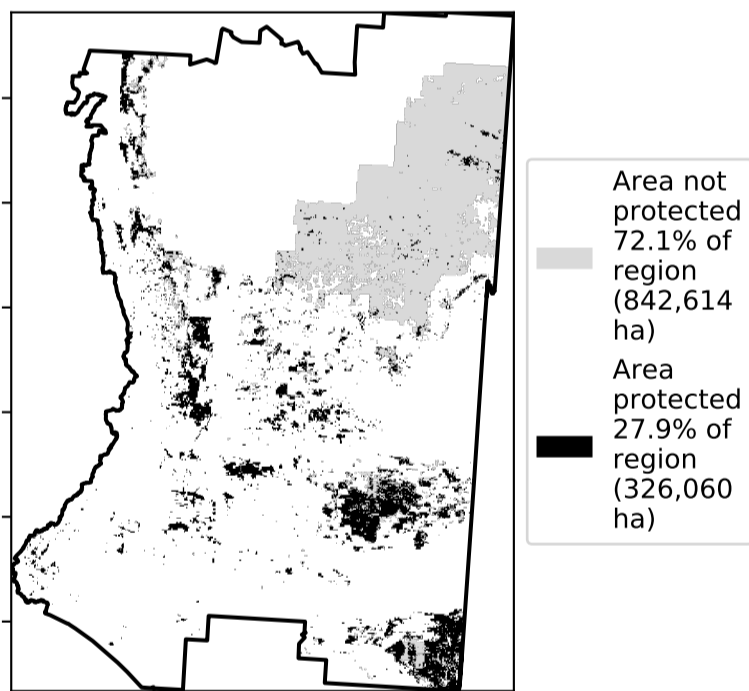 Area not
protected
72.1% of
region
(842,614
ha)
Area
protected
27.9% of
region
(326,060
ha)